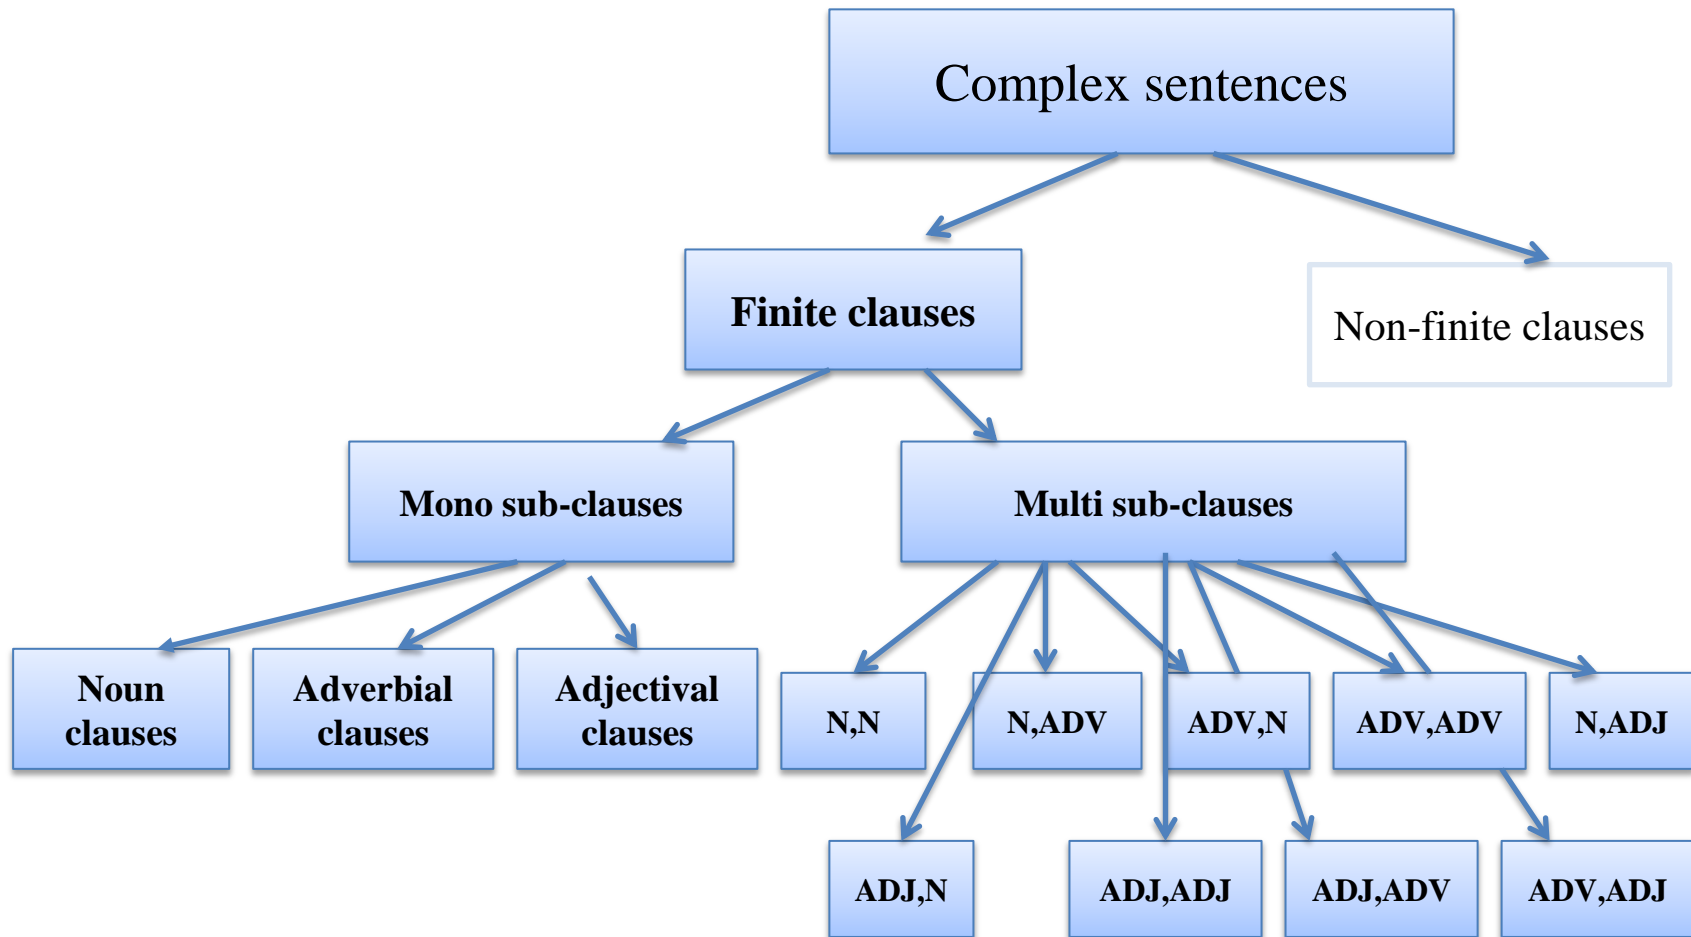 Complex sentences
Finite clauses
Non-finite clauses
Mono sub-clauses
Multi sub-clauses
Noun
clauses
Adverbial
clauses
Adjectival
clauses
N,N
N,ADV
ADV,N
ADV,ADV
N,ADJ
ADJ,N
ADJ,ADJ
ADJ,ADV
ADV,ADJ